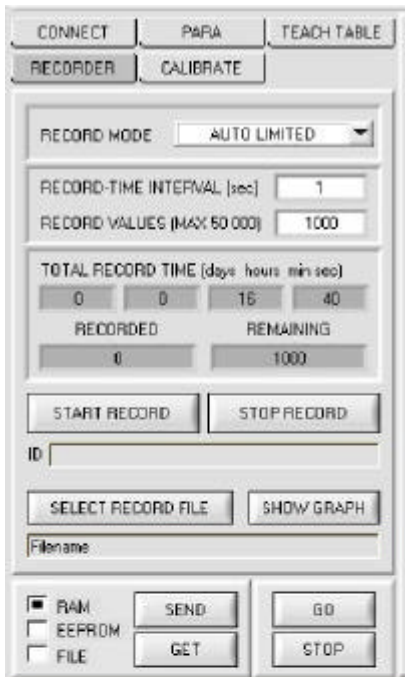 CONNECT PARA TEACH TABLE
RECORDER CALIBRATE
RECORD MODE AUTO LIMITED
RECORD-TIME INTERVAL (sec) 1
RECORD VALUES (MAX 50 000) 1000
TOTAL RECORD TIME (days hours min sec)
0 0 16 40
RECORDED REMAINING
0 1000
START RECORD STOP RECORD
ID
SELECT RECORD FILE SHOW GRAPH
Filename
RAM SEND GO
EEPROM
FILE GET STOP